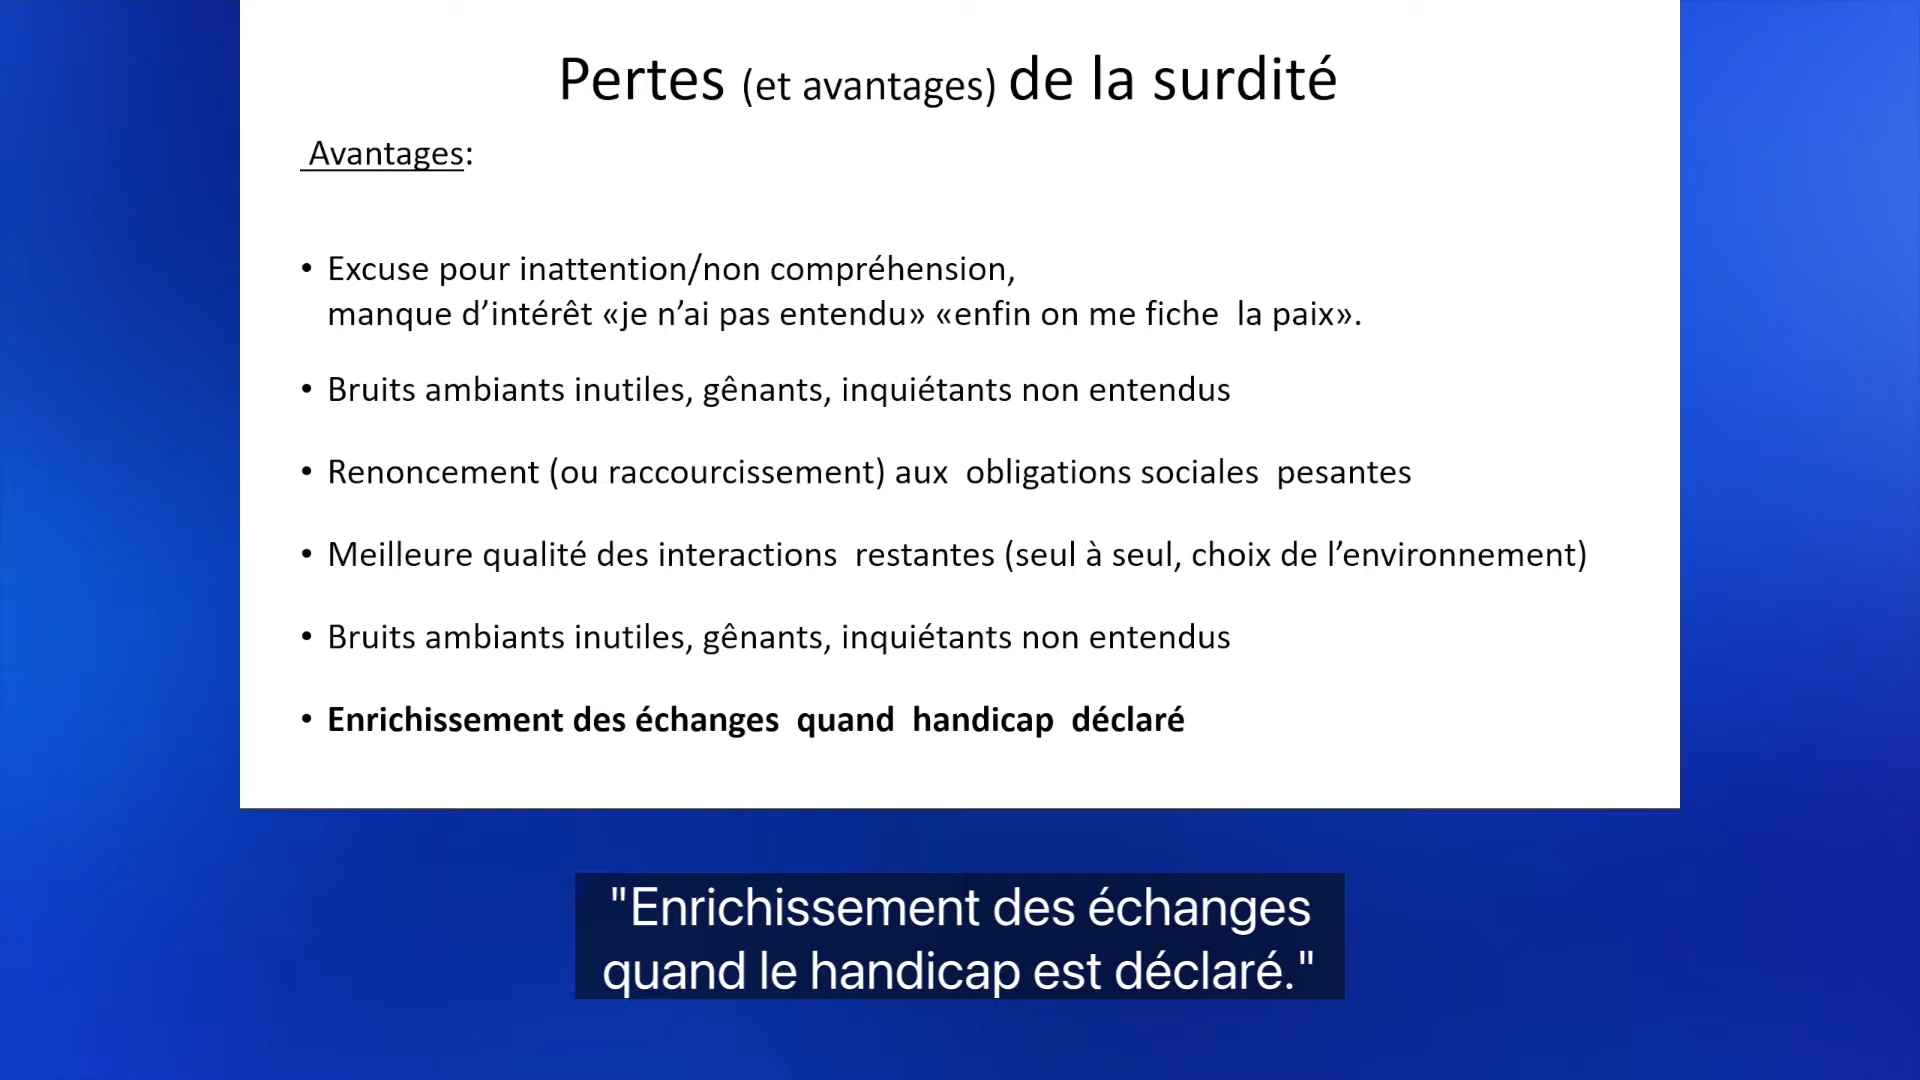 Pertes (et avantages) de la surdité
Avantages:
• Excuse pour inattention/non compréhension,
manque d’intérêt «je n’ai pas entendu» «enfin on me fiche  la paix».
• Bruits ambiants inutiles, gênants, inquiétants non entendus
• Renoncement (ou raccourcissement) aux  obligations sociales  pesantes
• Meilleure qualité des interactions  restantes (seul à seul, choix de l’environnement)
• Bruits ambiants inutiles, gênants, inquiétants non entendus
• Enrichissement des échanges  quand  handicap  déclaré
"Enrichissement des échanges
quand le handicap est déclaré."